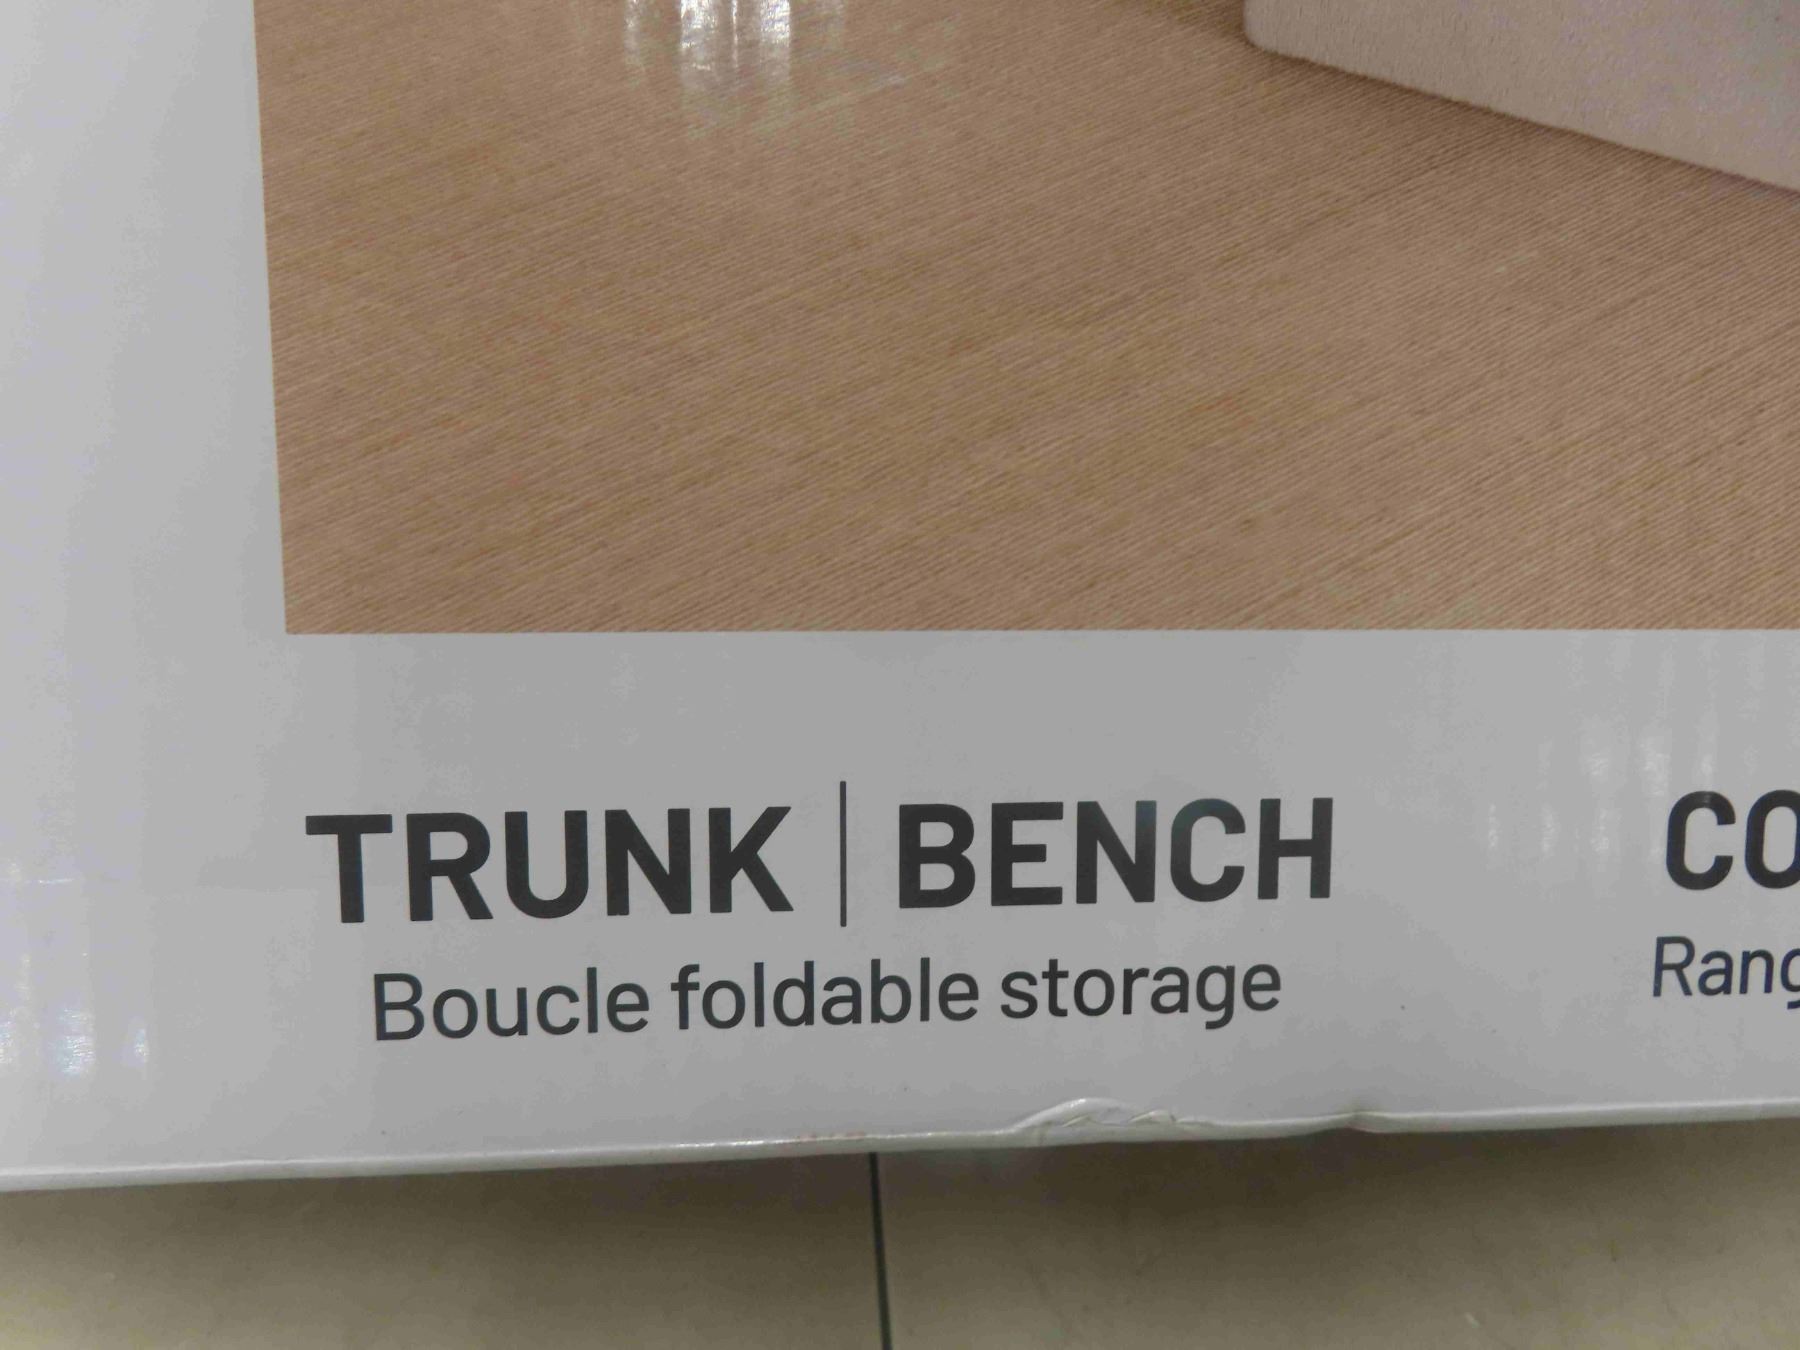 TRUNK | BENCH
Boucle foldable storage